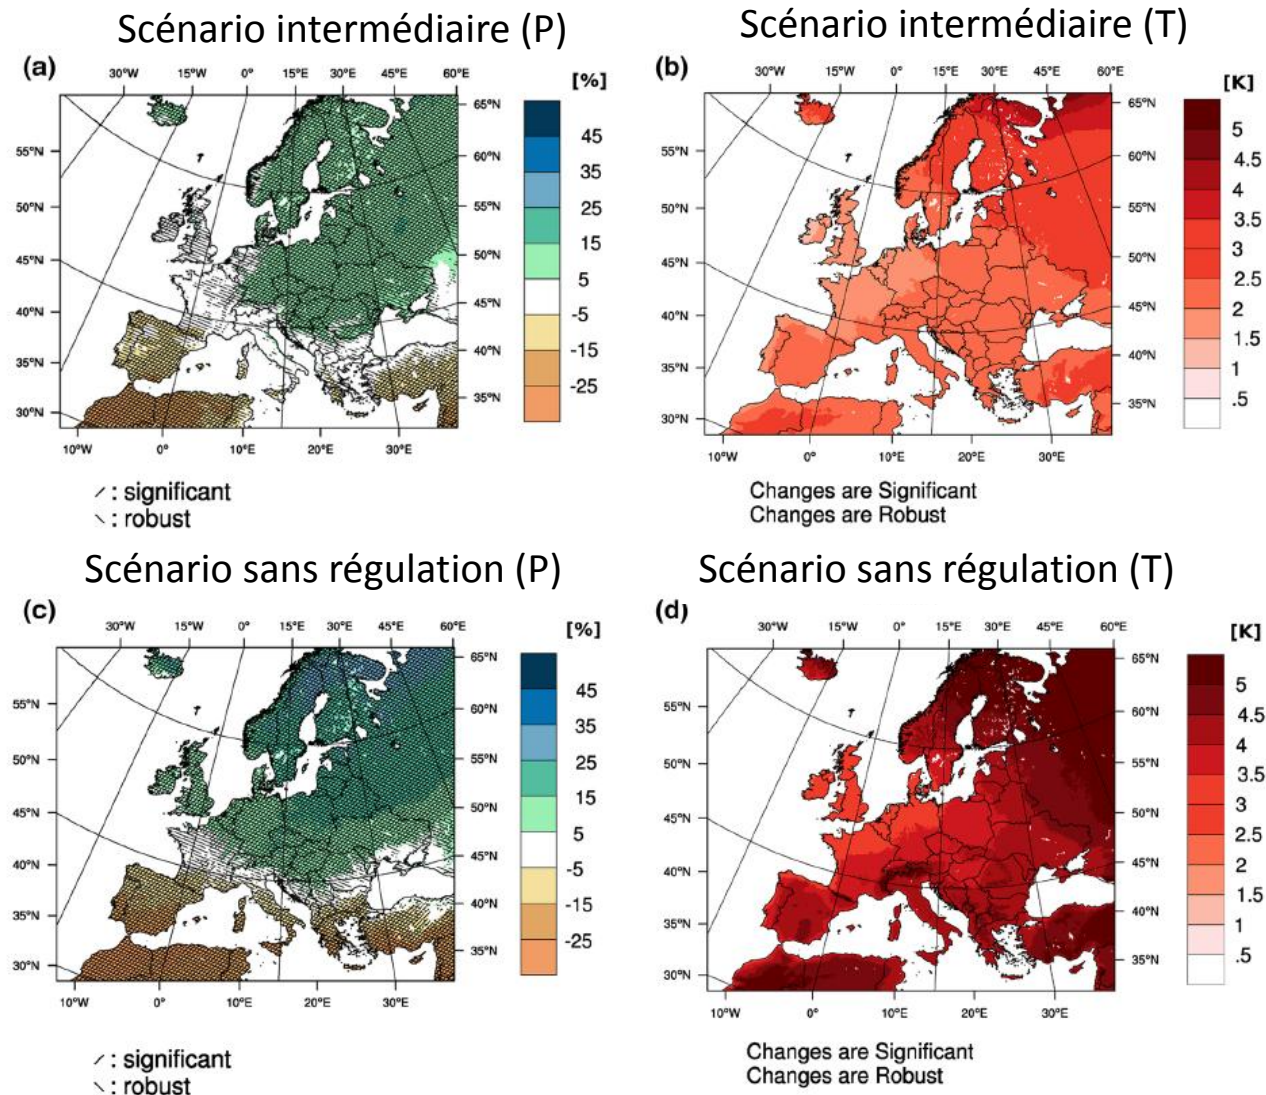 Scénario intermédiaire (P)
Scénario intermédiaire (T)
(a)
30°W 15°W 0° 15°E 30°E 45°E 60°E
[%]
65°N
60°N
55°N
50°N
45°N
40°N
35°N
55°N
50°N
45°N
40°N
35°N
30°N
10°W 0° 10°E 20°E 30°E
45
35
25
15
5
-5
-15
-25
⁄ : significant
\ : robust
(b)
30°W 15°W 0° 15°E 30°E 45°E 60°E
[K]
65°N
60°N
55°N
50°N
45°N
40°N
35°N
55°N
50°N
45°N
40°N
35°N
30°N
10°W 0° 10°E 20°E 30°E
5
4.5
4
3.5
3
2.5
2
1.5
1
.5
Changes are Significant
Changes are Robust
Scénario sans régulation (P)
Scénario sans régulation (T)
(c)
30°W 15°W 0° 15°E 30°E 45°E 60°E
[%]
65°N
60°N
55°N
50°N
45°N
40°N
35°N
55°N
50°N
45°N
40°N
35°N
30°N
10°W 0° 10°E 20°E 30°E
45
35
25
15
5
-5
-15
-25
⁄ : significant
\ : robust
(d)
30°W 15°W 0° 15°E 30°E 45°E 60°E
[K]
65°N
60°N
55°N
50°N
45°N
40°N
35°N
55°N
50°N
45°N
40°N
35°N
30°N
10°W 0° 10°E 20°E 30°E
5
4.5
4
3.5
3
2.5
2
1.5
1
.5
Changes are Significant
Changes are Robust